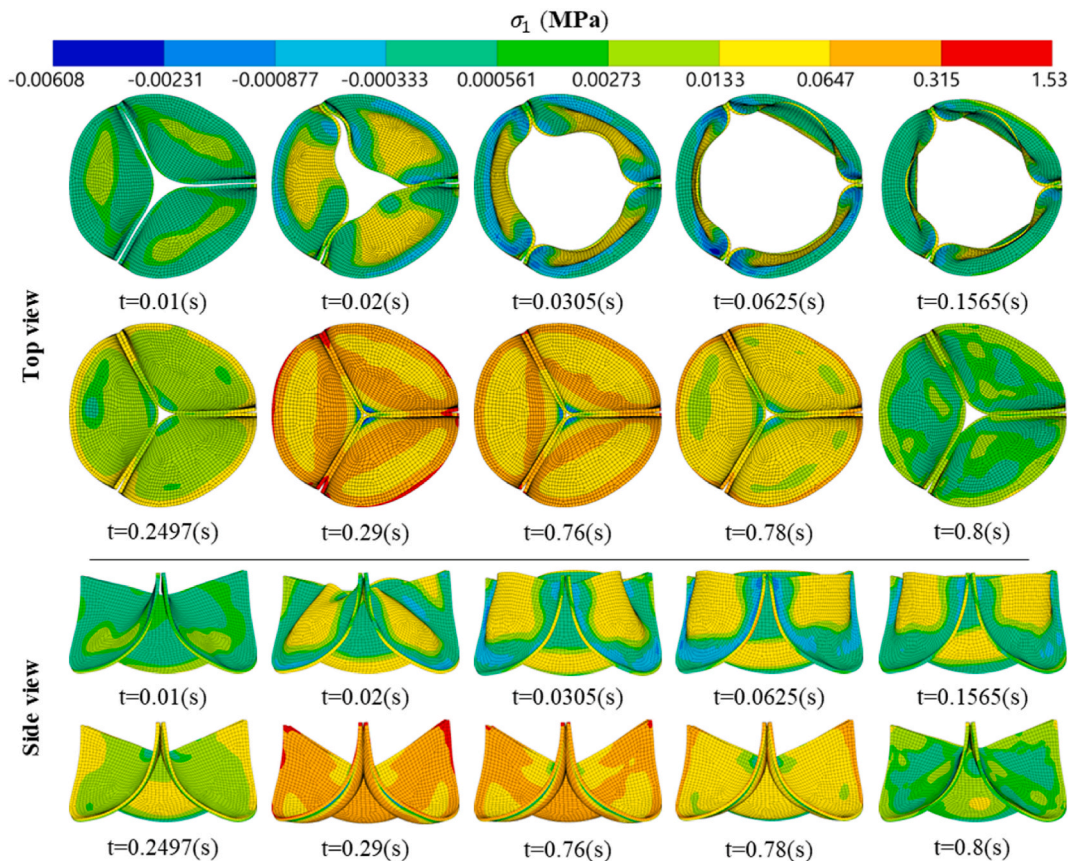 σ₁ (MPa)
-0.00608 -0.00231 -0.000877 -0.000333 0.000561 0.00273 0.0133 0.0647 0.315 1.53
Top view
t=0.01(s) t=0.02(s) t=0.0305(s) t=0.0625(s) t=0.1565(s)
t=0.2497(s) t=0.29(s) t=0.76(s) t=0.78(s) t=0.8(s)
Side view
t=0.01(s) t=0.02(s) t=0.0305(s) t=0.0625(s) t=0.1565(s)
t=0.2497(s) t=0.29(s) t=0.76(s) t=0.78(s) t=0.8(s)